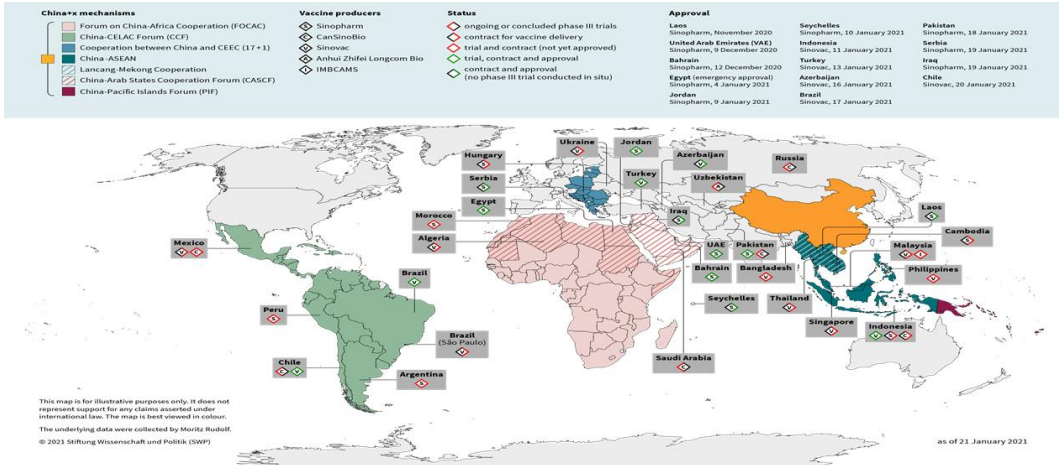 China+x mechanisms
Forum on China-Africa Cooperation (FOCAC)
China-CELAC Forum (CCF)
Cooperation between China and CEEC (17+1)
China-ASEAN
Lancang-Mekong Cooperation
China-Arab States Cooperation Forum (CASCF)
China-Pacific Islands Forum (PIF)
Vaccine producers
S Sinopharm
C CanSinoBio
V Sinovac
A Anhui Zhifei Longcom Bio
I IMBCAMS
Status
ongoing or concluded phase III trials
contract for vaccine delivery
trial and contract (not yet approved)
trial, contract and approval
contract and approval
(no phase III trial conducted in situ)
Approval
Laos
Sinopharm, November 2020
United Arab Emirates (VAE)
Sinopharm, 9 December 2020
Bahrain
Sinopharm, 12 December 2020
Egypt (emergency approval)
Sinopharm, 4 January 2021
Jordan
Sinopharm, 9 January 2021
Seychelles
Sinopharm, 10 January 2021
Indonesia
Sinovac, 11 January 2021
Turkey
Sinovac, 13 January 2021
Azerbaijan
Sinovac, 16 January 2021
Brazil
Sinovac, 17 January 2021
Pakistan
Sinopharm, 18 January 2021
Serbia
Sinopharm, 19 January 2021
Iraq
Sinopharm, 19 January 2021
Chile
Sinovac, 20 January 2021
Ukraine
V
Jordan
S
Hungary
S
Azerbaijan
V
Russia
C
Serbia
S
Turkey
V
Uzbekistan
A
Egypt
S
Iraq
S
Laos
S
Morocco
S
Cambodia
S
Algeria
V
Mexico
V C
UAE
S
Pakistan
S C
Malaysia
V I
Brazil
V
Bahrain
S
Bangladesh
V
Philippines
V
Seychelles
S
Thailand
V
Peru
S
Singapore
V
Indonesia
V C
Brazil
(São Paulo)
V
Saudi Arabia
C
Chile
C V
Argentina
S
This map is for illustrative purposes only. It does not
represent support for any claims asserted under
international law. The map is best viewed in colour.
The underlying data were collected by Moritz Rudolf.
© 2021 Stiftung Wissenschaft und Politik (SWP)
as of 21 January 2021